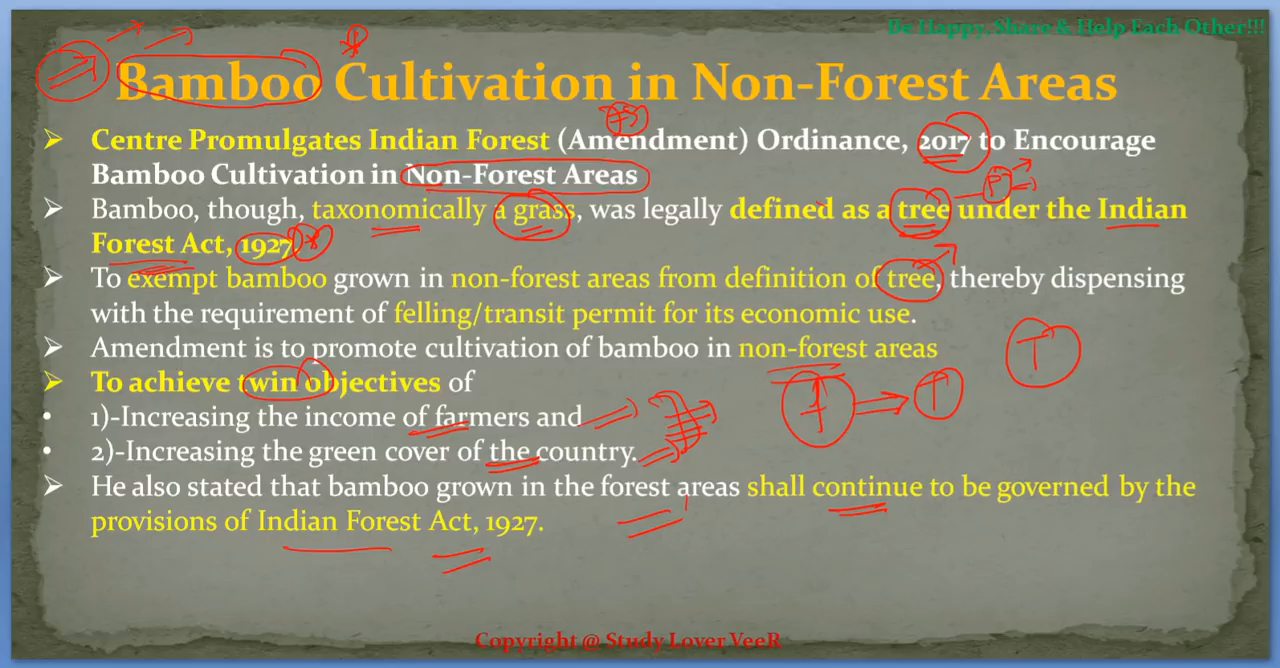 Be Happy, Share & Help Each Other!!!
Bamboo Cultivation in Non-Forest Areas
➤ Centre Promulgates Indian Forest (Amendment) Ordinance, 2017 to Encourage
Bamboo Cultivation in Non-Forest Areas
➤ Bamboo, though, taxonomically a grass, was legally defined as a tree under the Indian
Forest Act, 1927.
➤ To exempt bamboo grown in non-forest areas from definition of tree, thereby dispensing
with the requirement of felling/transit permit for its economic use.
➤ Amendment is to promote cultivation of bamboo in non-forest areas
➤ To achieve twin objectives of
• 1)-Increasing the income of farmers and
• 2)-Increasing the green cover of the country.
➤ He also stated that bamboo grown in the forest areas shall continue to be governed by the
provisions of Indian Forest Act, 1927.
Copyright @ Study Lover VeeR